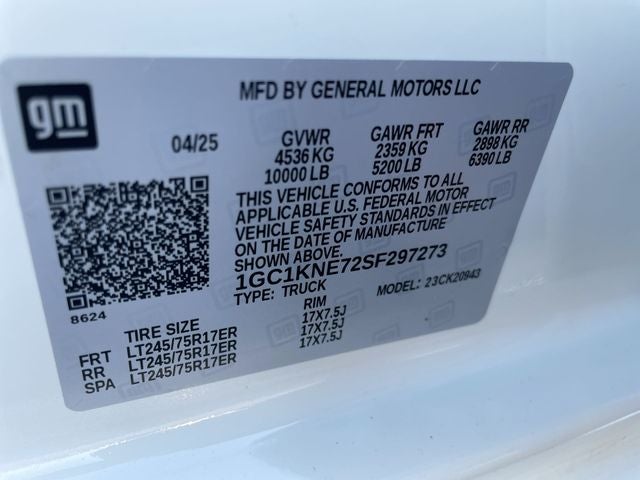 gm
MFD BY GENERAL MOTORS LLC
04/25
GVWR
4536 KG
10000 LB
GAWR FRT
2359 KG
5200 LB
GAWR RR
2898 KG
6390 LB
THIS VEHICLE CONFORMS TO ALL
APPLICABLE U.S. FEDERAL MOTOR
VEHICLE SAFETY STANDARDS IN EFFECT
ON THE DATE OF MANUFACTURE
SHOWN ABOVE.
1GC1KNE72SF297273
TYPE: TRUCK MODEL: 23CK20943
8624
TIRE SIZE RIM
FRT LT245/75R17ER 17X7.5J
RR LT245/75R17ER 17X7.5J
SPA LT245/75R17ER 17X7.5J